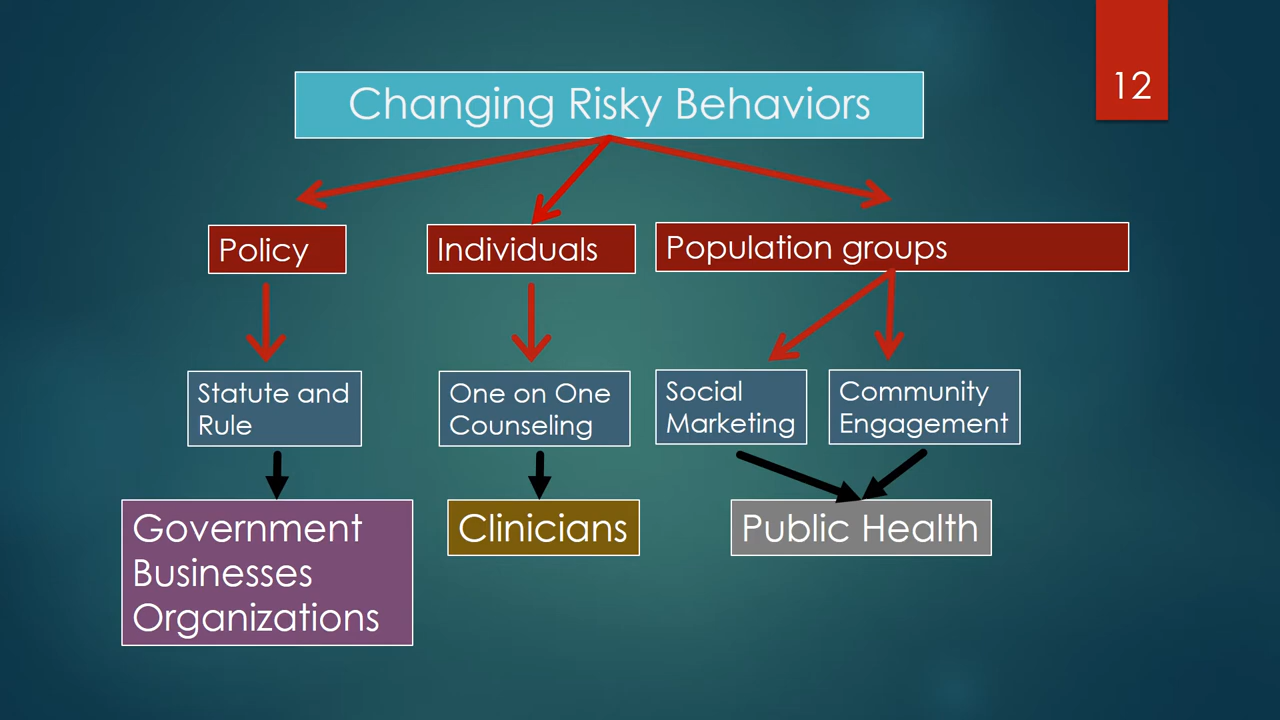 12
Changing Risky Behaviors
Policy
Individuals
Population groups
Statute and
Rule
One on One
Counseling
Social
Marketing
Community
Engagement
Government
Businesses
Organizations
Clinicians
Public Health